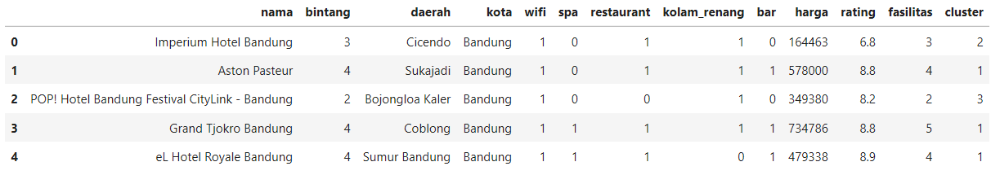 nama bintang daerah kota wifi spa restaurant kolam_renang bar harga rating fasilitas cluster
0 Imperium Hotel Bandung 3 Cicendo Bandung 1 0 1 1 0 164463 6.8 3 2
1 Aston Pasteur 4 Sukajadi Bandung 1 0 1 1 1 578000 8.8 4 1
2 POP! Hotel Bandung Festival CityLink - Bandung 2 Bojongloa Kaler Bandung 1 0 0 1 0 349380 8.2 2 3
3 Grand Tjokro Bandung 4 Coblong Bandung 1 1 1 1 1 734786 8.8 5 1
4 eL Hotel Royale Bandung 4 Sumur Bandung Bandung 1 1 1 0 1 479338 8.9 4 1